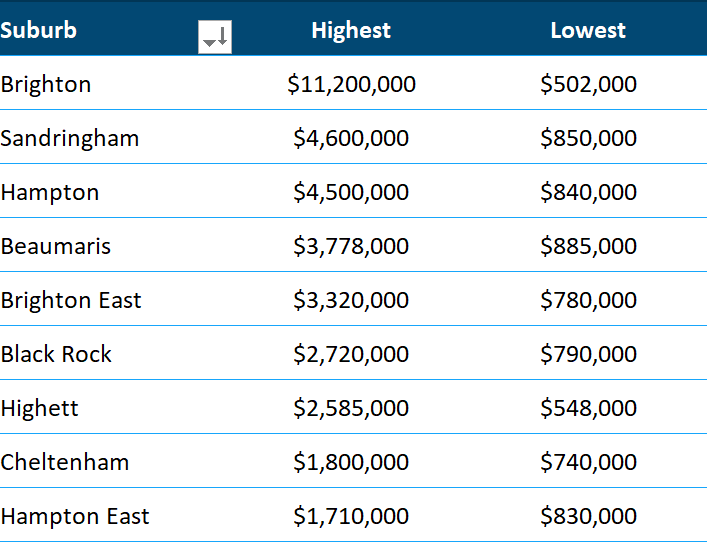 Suburb Highest Lowest
Brighton $11,200,000 $502,000
Sandringham $4,600,000 $850,000
Hampton $4,500,000 $840,000
Beaumaris $3,778,000 $885,000
Brighton East $3,320,000 $780,000
Black Rock $2,720,000 $790,000
Highett $2,585,000 $548,000
Cheltenham $1,800,000 $740,000
Hampton East $1,710,000 $830,000